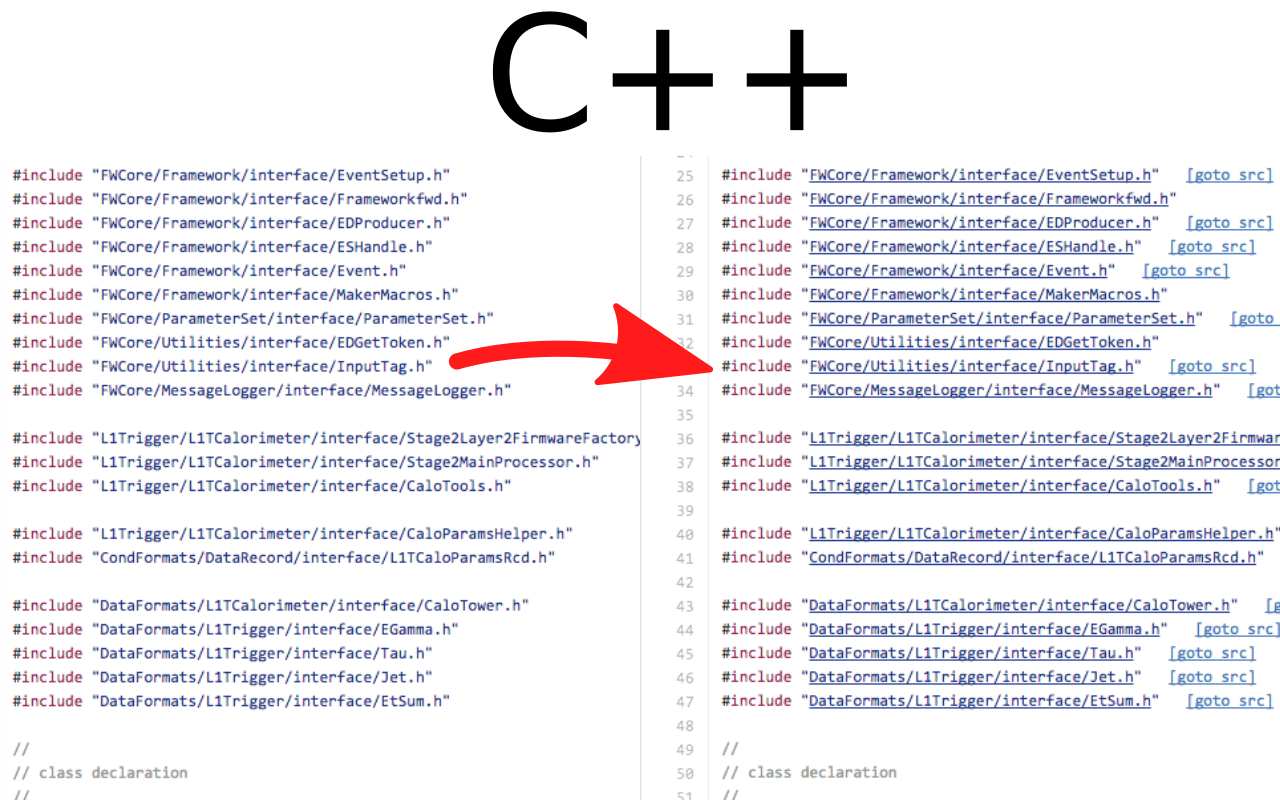 C++
#include "FWCore/Framework/interface/EventSetup.h"
#include "FWCore/Framework/interface/Frameworkfwd.h"
#include "FWCore/Framework/interface/EDProducer.h"
#include "FWCore/Framework/interface/ESHandle.h"
#include "FWCore/Framework/interface/Event.h"
#include "FWCore/Framework/interface/MakerMacros.h"
#include "FWCore/ParameterSet/interface/ParameterSet.h"
#include "FWCore/Utilities/interface/EDGetToken.h"
#include "FWCore/Utilities/interface/InputTag.h"
#include "FWCore/MessageLogger/interface/MessageLogger.h"
#include "L1Trigger/L1TCalorimeter/interface/Stage2Layer2FirmwareFactory
#include "L1Trigger/L1TCalorimeter/interface/Stage2MainProcessor.h"
#include "L1Trigger/L1TCalorimeter/interface/CaloTools.h"
#include "L1Trigger/L1TCalorimeter/interface/CaloParamsHelper.h"
#include "CondFormats/DataRecord/interface/L1TCaloParamsRcd.h"
#include "DataFormats/L1TCalorimeter/interface/CaloTower.h"
#include "DataFormats/L1Trigger/interface/EGamma.h"
#include "DataFormats/L1Trigger/interface/Tau.h"
#include "DataFormats/L1Trigger/interface/Jet.h"
#include "DataFormats/L1Trigger/interface/EtSum.h"
//
// class declaration
//
25 #include "FWCore/Framework/interface/EventSetup.h" [goto src]
26 #include "FWCore/Framework/interface/Frameworkfwd.h"
27 #include "FWCore/Framework/interface/EDProducer.h" [goto src]
28 #include "FWCore/Framework/interface/ESHandle.h" [goto src]
29 #include "FWCore/Framework/interface/Event.h" [goto src]
30 #include "FWCore/Framework/interface/MakerMacros.h"
31 #include "FWCore/ParameterSet/interface/ParameterSet.h" [goto
32 #include "FWCore/Utilities/interface/EDGetToken.h"
#include "FWCore/Utilities/interface/InputTag.h" [goto src]
34 #include "FWCore/MessageLogger/interface/MessageLogger.h" [got
35
36 #include "L1Trigger/L1TCalorimeter/interface/Stage2Layer2Firmwar
37 #include "L1Trigger/L1TCalorimeter/interface/Stage2MainProcessor
38 #include "L1Trigger/L1TCalorimeter/interface/CaloTools.h" [got
39
40 #include "L1Trigger/L1TCalorimeter/interface/CaloParamsHelper.h"
41 #include "CondFormats/DataRecord/interface/L1TCaloParamsRcd.h"
42
43 #include "DataFormats/L1TCalorimeter/interface/CaloTower.h" [g
44 #include "DataFormats/L1Trigger/interface/EGamma.h" [goto src]
45 #include "DataFormats/L1Trigger/interface/Tau.h" [goto src]
46 #include "DataFormats/L1Trigger/interface/Jet.h" [goto src]
47 #include "DataFormats/L1Trigger/interface/EtSum.h" [goto src]
48
49 //
50 // class declaration
51 //